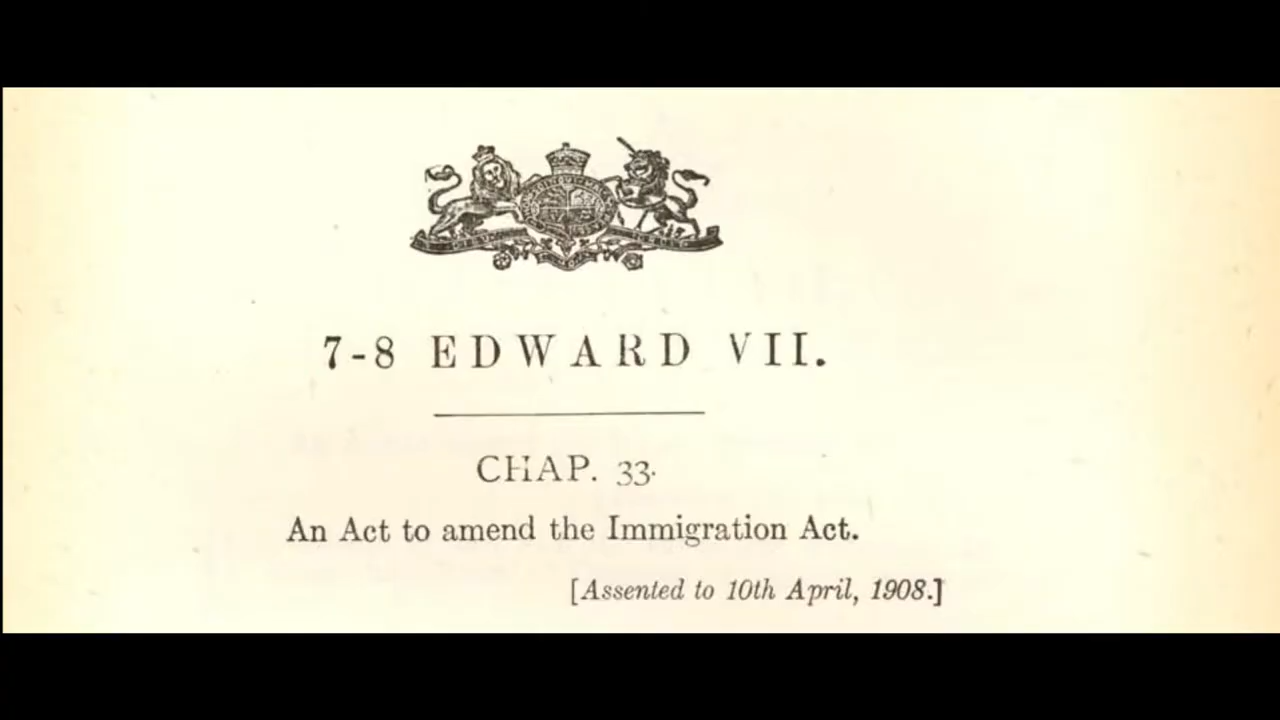 7-8 EDWARD VII.
CHAP. 33.
An Act to amend the Immigration Act.
[Assented to 10th April, 1908.]